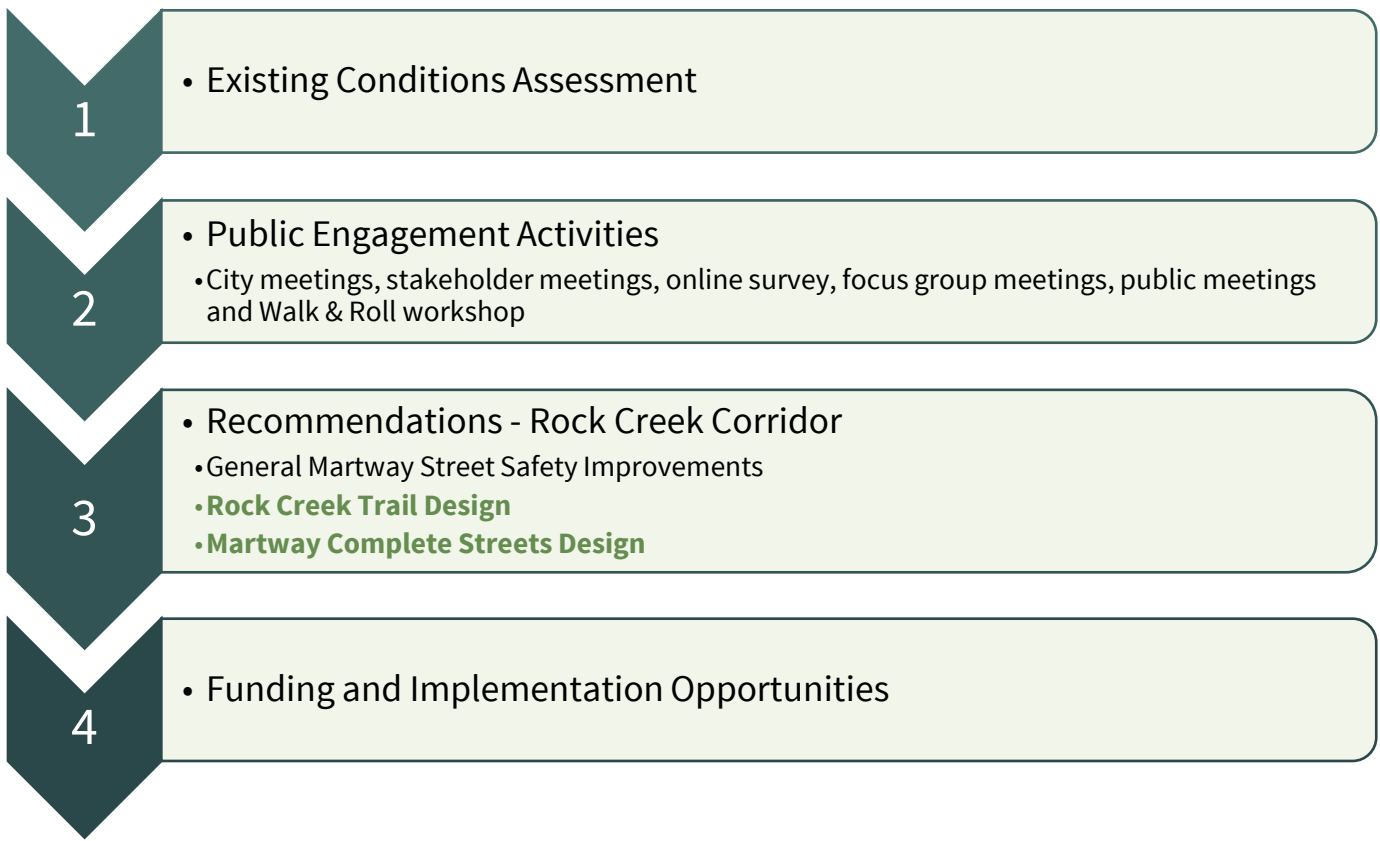 1
• Existing Conditions Assessment
2
• Public Engagement Activities
• City meetings, stakeholder meetings, online survey, focus group meetings, public meetings
and Walk & Roll workshop
3
• Recommendations - Rock Creek Corridor
• General Martway Street Safety Improvements
• Rock Creek Trail Design
• Martway Complete Streets Design
4
• Funding and Implementation Opportunities